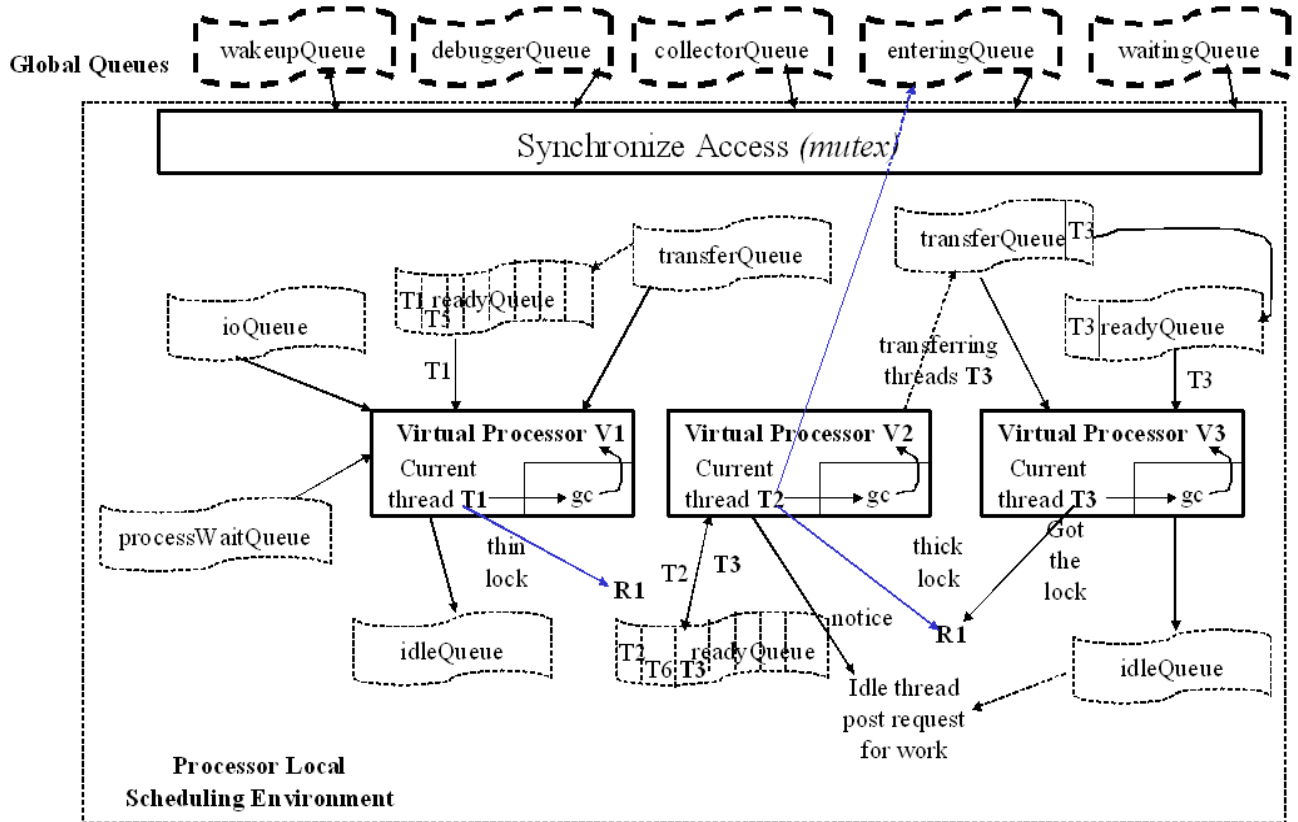 wakeupQueue
debuggerQueue
collectorQueue
enteringQueue
waitingQueue
Global Queues
Synchronize Access (mutex)
transferQueue
transferQueue
T3
T1
readyQueue
T5
ioQueue
T3
readyQueue
T1
transferring
threads T3
T3
Virtual Processor V1
Current
thread T1
gc
Virtual Processor V2
Current
thread T2
gc
Virtual Processor V3
Current
thread T3
gc
processWaitQueue
thin
lock
R1
T2
T3
thick
lock
Got
the
lock
notice
R1
idleQueue
T2
T6
T3
readyQueue
idleQueue
Idle thread
post request
for work
Processor Local
Scheduling Environment